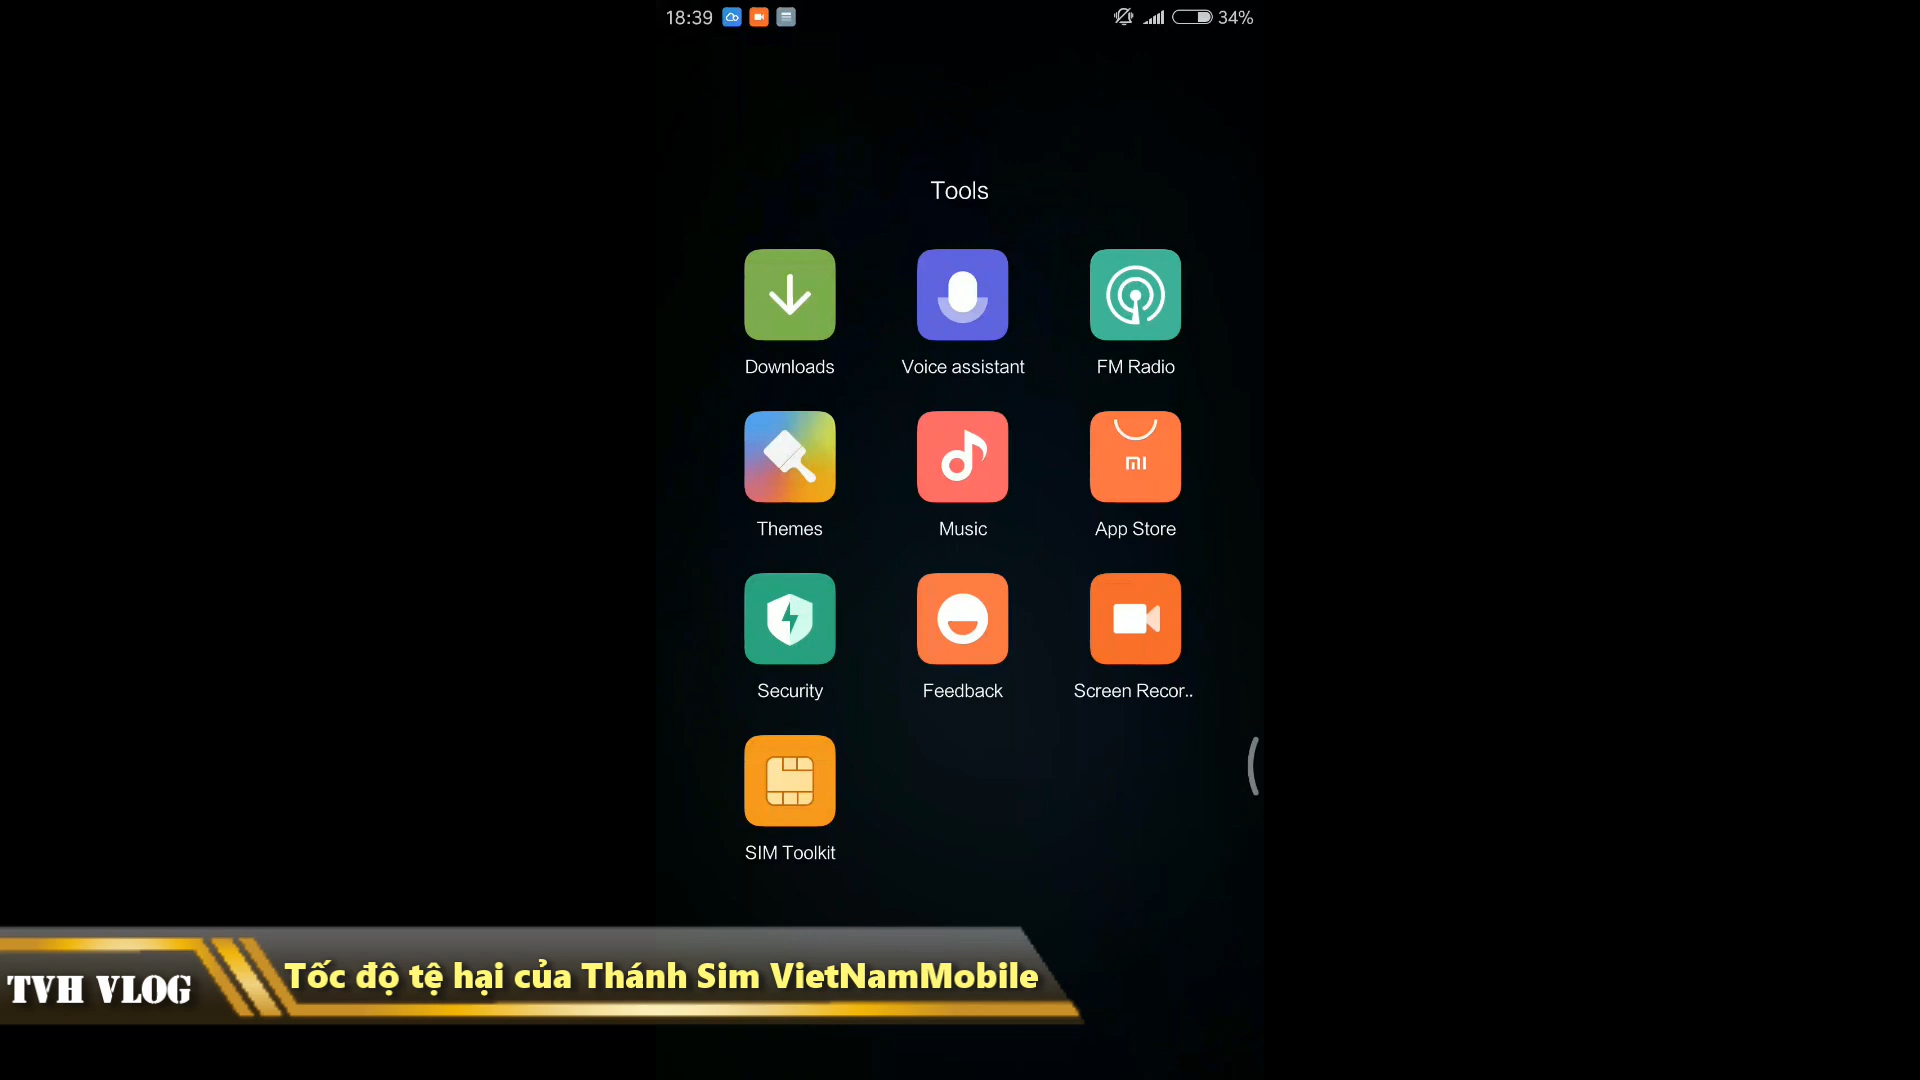 18:39 34%
Tools
Downloads Voice assistant FM Radio
Themes Music App Store
Security Feedback Screen Recor..
SIM Toolkit
TVH VLOG Tốc độ tệ hại của Thánh Sim VietNamMobile